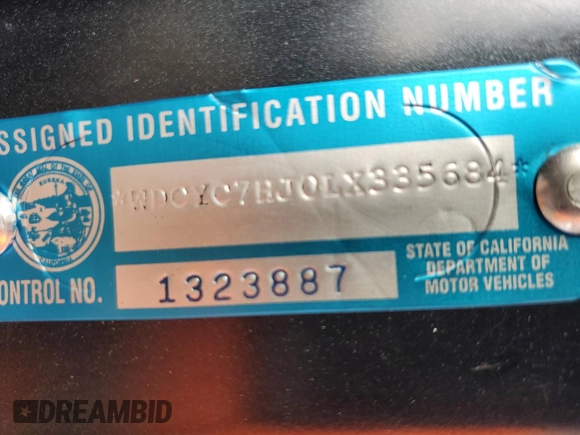 SSIGNED IDENTIFICATION NUMBER
*WDCYC7HJ0LX335684*
ONTROL NO. 1323887
STATE OF CALIFORNIA
DEPARTMENT OF
MOTOR VEHICLES
DREAMBID